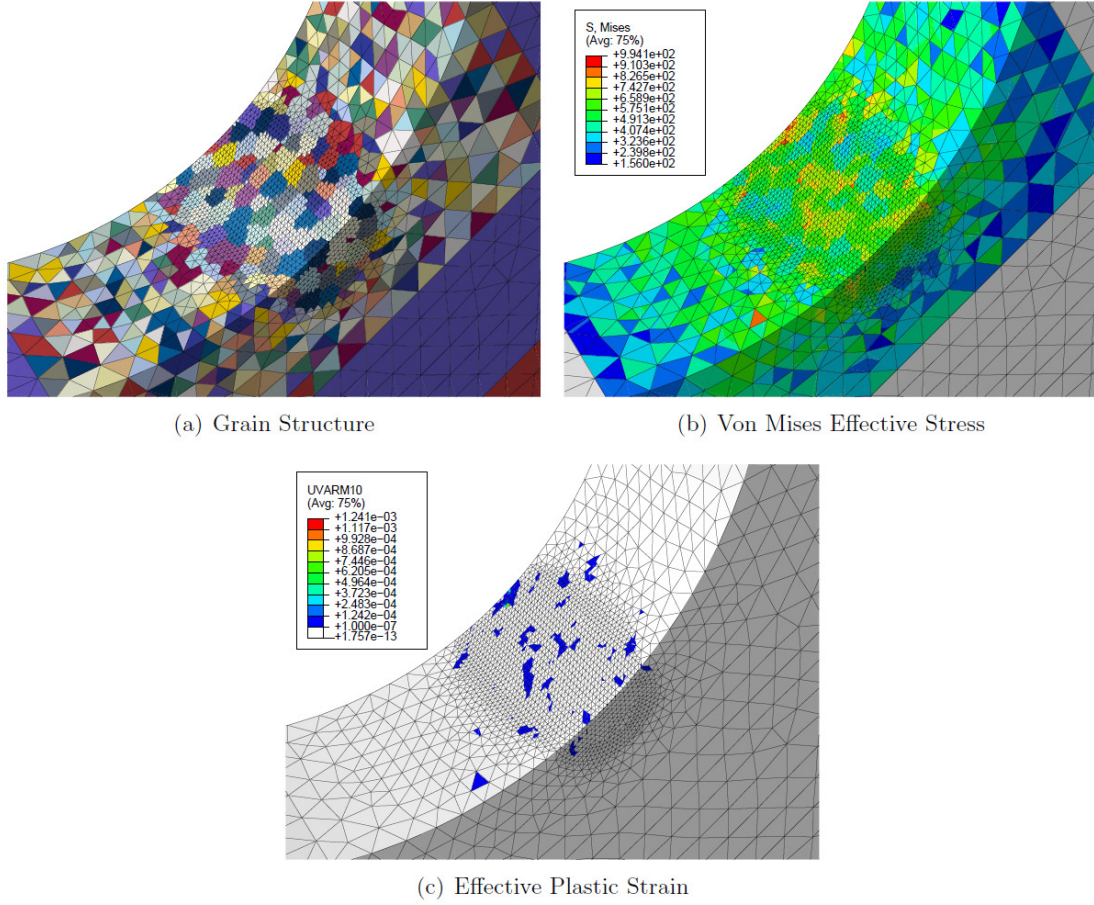 S, Mises
(Avg: 75%)
+9.941e+02
+9.103e+02
+8.265e+02
+7.427e+02
+6.589e+02
+5.751e+02
+4.913e+02
+4.074e+02
+3.236e+02
+2.398e+02
+1.560e+02
(a) Grain Structure
(b) Von Mises Effective Stress
UVARM10
(Avg: 75%)
+1.241e−03
+1.117e−03
+9.928e−04
+8.687e−04
+7.446e−04
+6.205e−04
+4.964e−04
+3.723e−04
+2.483e−04
+1.242e−04
+1.000e−07
+1.757e−13
(c) Effective Plastic Strain